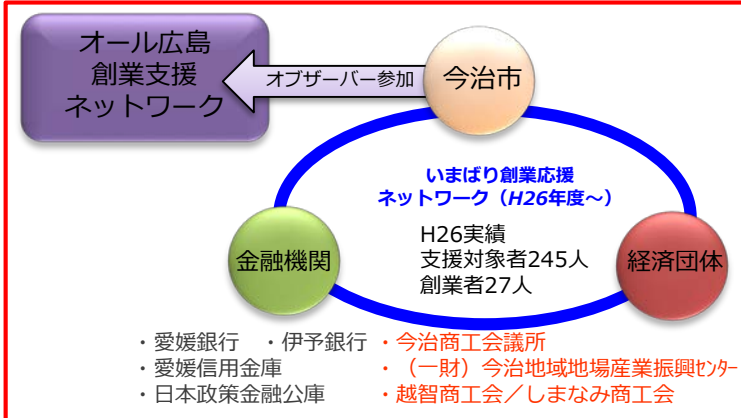 オール広島
創業支援
ネットワーク
オブザーバー参加
今治市
いまばり創業応援
ネットワーク（H26年度～）
H26実績
支援対象者245人
創業者27人
金融機関
経済団体
・愛媛銀行　・伊予銀行
・愛媛信用金庫
・日本政策金融公庫
・今治商工会議所
・（一財）今治地域地場産業振興ｾﾝﾀｰ
・越智商工会／しまなみ商工会